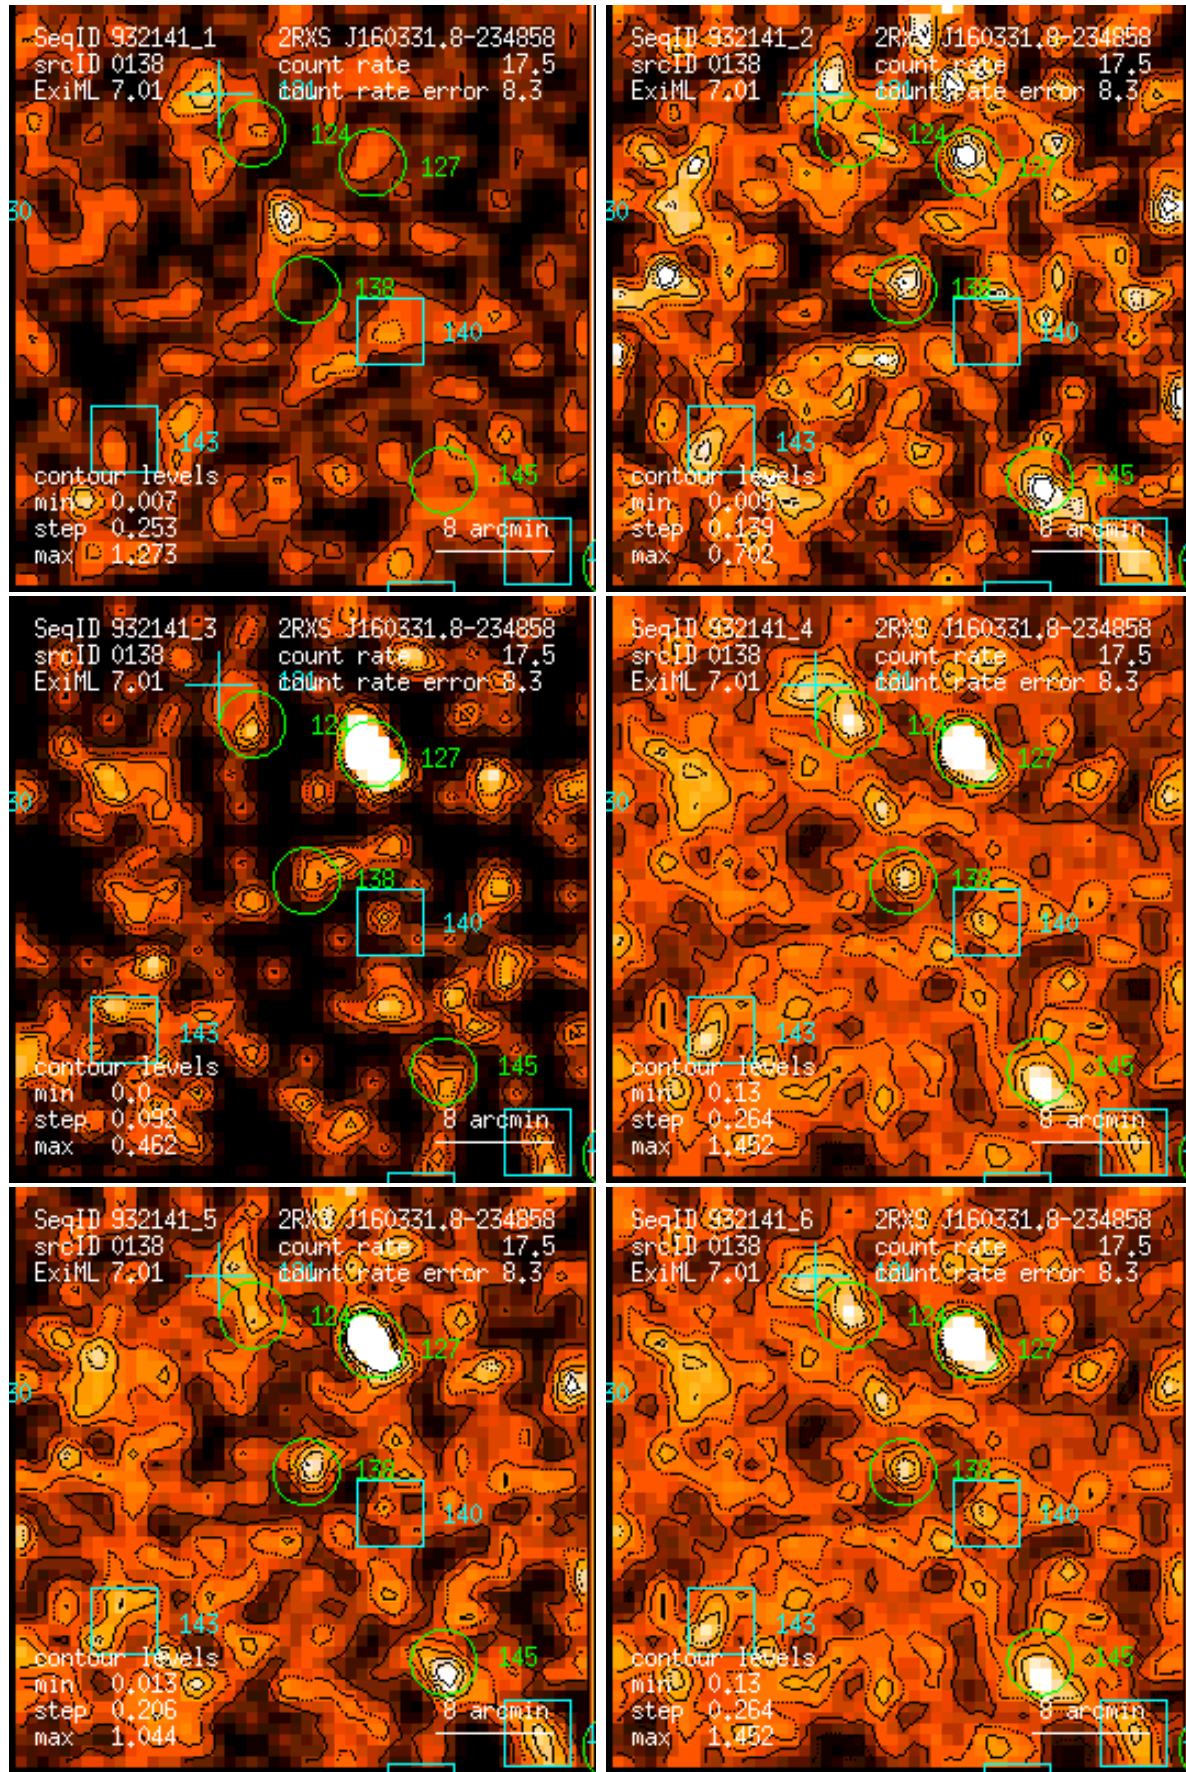 SeqID 932141_1 2RXS J160331.8-234858
srcID 0138 count rate 17.5
ExiML 7.01 count rate error 8.3
124
127
30
138
140
143
contour levels
145
min 0.007
step 0.253 8 arcmin
max 1.273
SeqID 932141_2 2RXS J160331.8-234858
srcID 0138 count rate 17.5
ExiML 7.01 count rate error 8.3
124
127
30
138
140
143
contour levels
145
min 0.005
step 0.139 8 arcmin
max 0.702
SeqID 932141_3 2RXS J160331.8-234858
srcID 0138 count rate 17.5
ExiML 7.01 count rate error 8.3
124
127
30
138
140
143
contour levels
145
min 0.0
step 0.092 8 arcmin
max 0.462
SeqID 932141_4 2RXS J160331.8-234858
srcID 0138 count rate 17.5
ExiML 7.01 count rate error 8.3
124
127
30
138
140
143
contour levels
145
min 0.13
step 0.264 8 arcmin
max 1.452
SeqID 932141_5 2RXS J160331.8-234858
srcID 0138 count rate 17.5
ExiML 7.01 count rate error 8.3
124
127
30
138
140
143
contour levels
145
min 0.013
step 0.206 8 arcmin
max 1.044
SeqID 932141_6 2RXS J160331.8-234858
srcID 0138 count rate 17.5
ExiML 7.01 count rate error 8.3
124
127
30
138
140
143
contour levels
145
min 0.13
step 0.264 8 arcmin
max 1.452